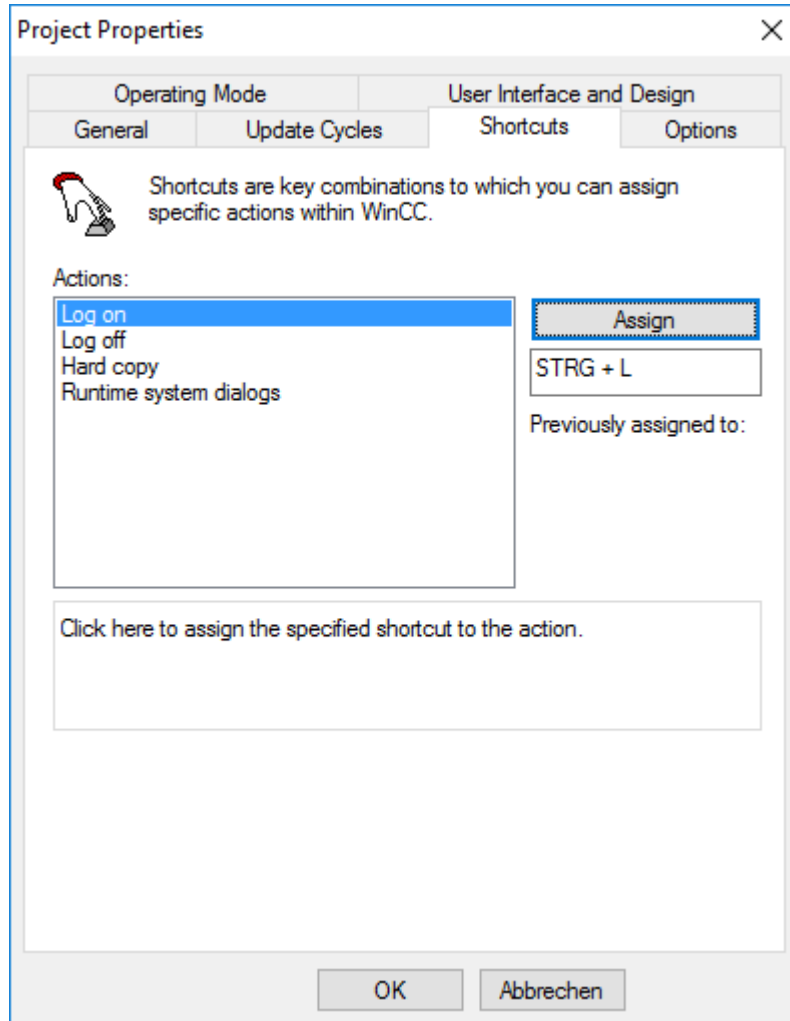 Project Properties
Operating Mode
User Interface and Design
General
Update Cycles
Shortcuts
Options
Shortcuts are key combinations to which you can assign
specific actions within WinCC.
Actions:
Log on
Log off
Hard copy
Runtime system dialogs
Assign
STRG + L
Previously assigned to:
Click here to assign the specified shortcut to the action.
OK
Abbrechen